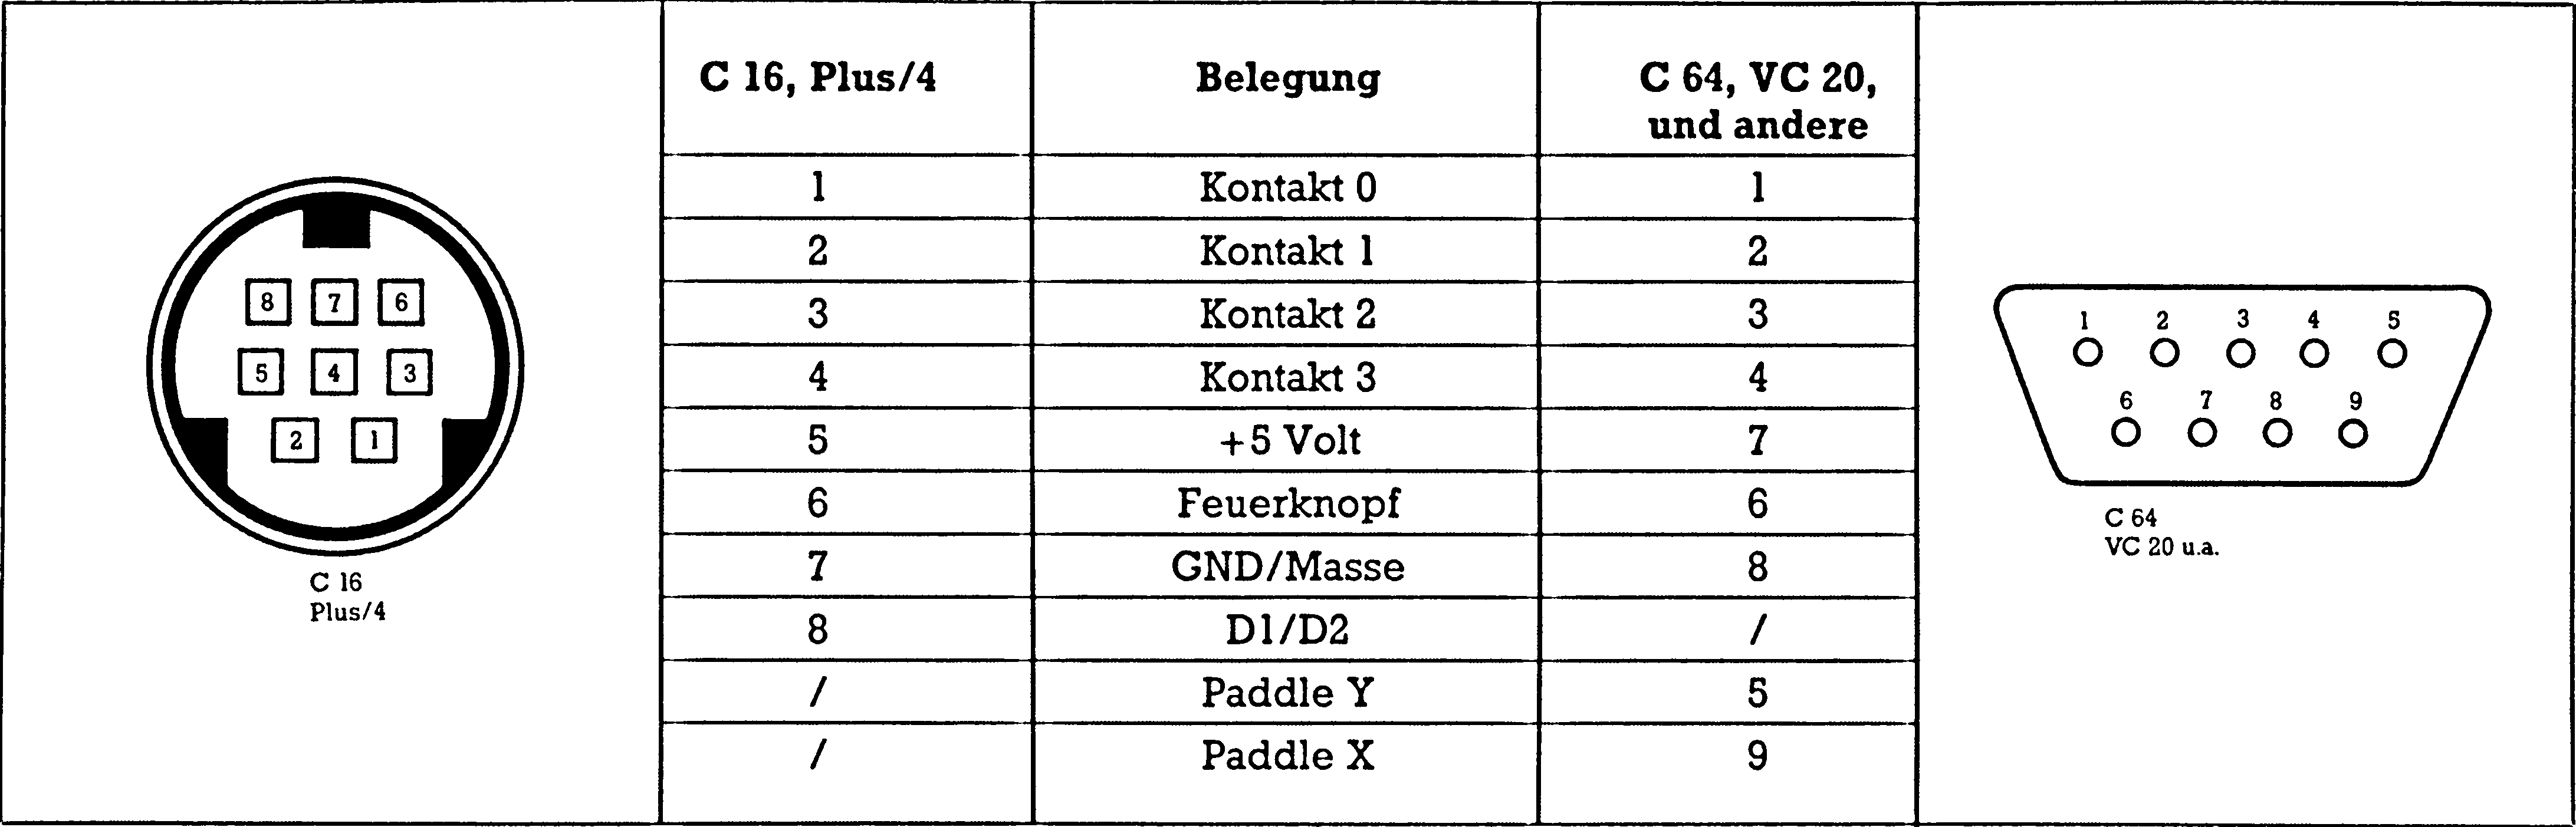 C 16, Plus/4 Belegung C 64, VC 20,
und andere
1 Kontakt 0 1
2 Kontakt 1 2
3 Kontakt 2 3
4 Kontakt 3 4
5 +5 Volt 7
6 Feuerknopf 6
7 GND/Masse 8
8 D1/D2 /
/ Paddle Y 5
/ Paddle X 9
8 7 6
5 4 3
2 1
C 16
Plus/4
1 2 3 4 5
6 7 8 9
C 64
VC 20 u.a.